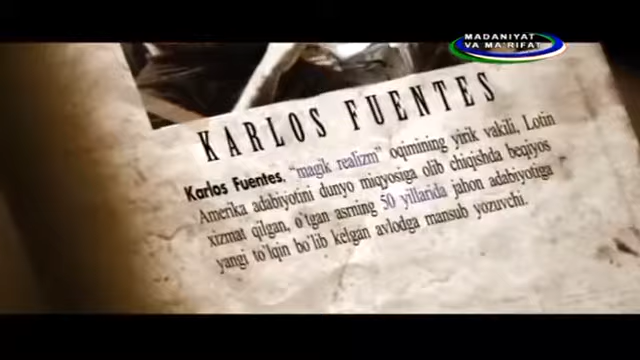 MADANIYAT
VA MA'RIFAT
KARLOS FUENTES
Karlos Fuentes, "magik realizm" oqimining yirik vakili, Lotin
Amerika adabiyotini dunyo miqyosiga olib chiqishda beqiyos
xizmat qilgan, o'tgan asrning 50 yillarida jahon adabiyotiga
yangi to'lqin bo'lib kelgan avlodga mansub yozuvchi.